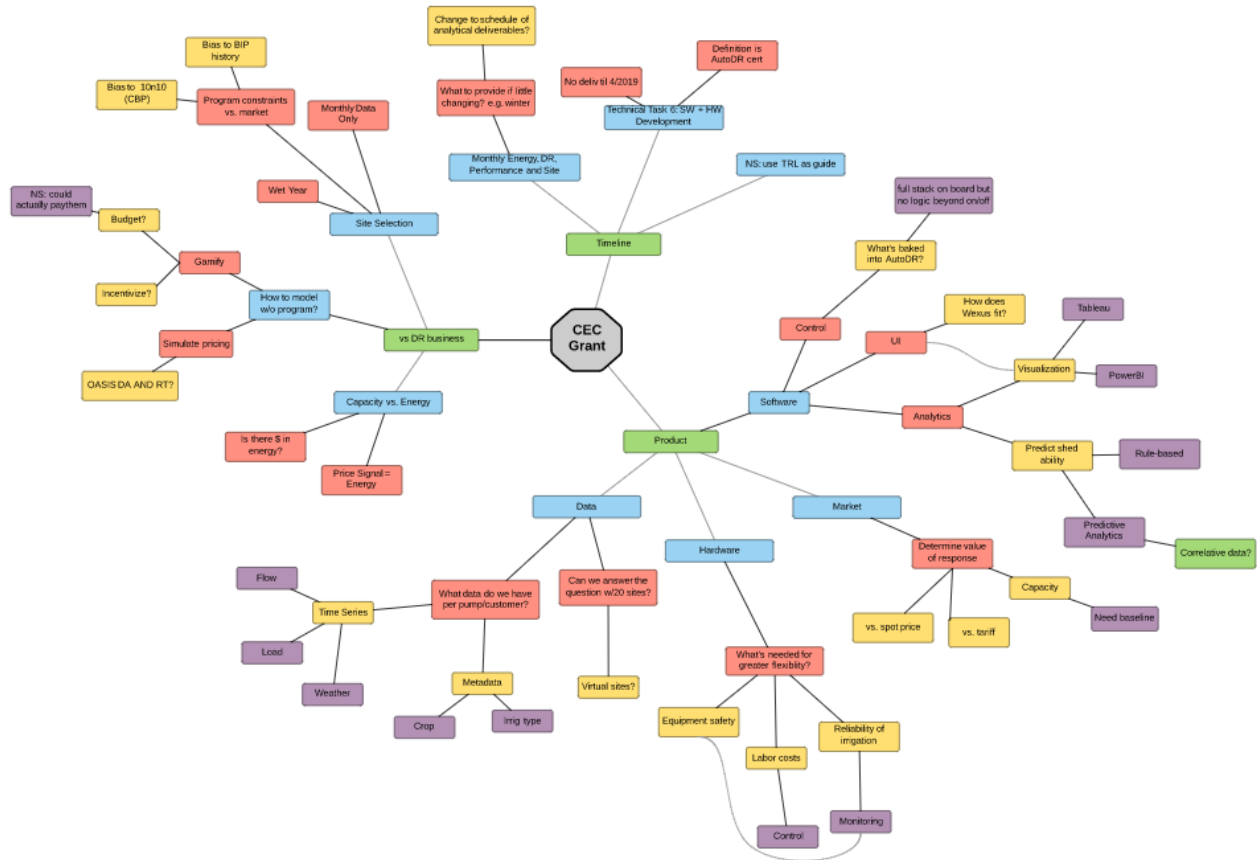 Change to schedule of
analytical deliverables?
Bias to BIP
history
Definition is
AutoDR cert
No deliv til 4/2019
Bias to 10n10
(CBP)
Program constraints
vs. market
Monthly Data
Only
What to provide if little
changing? e.g. winter
Technical Task 6: SW + HW
Development
Monthly Energy, DR,
Performance and Site
NS: use TRL as guide
Wet Year
Site Selection
NS: could
actually paythem
Budget?
full stack on board but
no logic beyond on/off
Timeline
What's baked
into AutoDR?
Gamify
Incentivize?
How to model
w/o program?
How does
Wexus fit?
Tableau
CEC
Grant
Control
UI
vs DR business
Simulate pricing
Visualization
PowerBI
OASIS DA AND RT?
Capacity vs. Energy
Software
Analytics
Is there $ in
energy?
Product
Predict shed
ability
Rule-based
Price Signal =
Energy
Data
Market
Predictive
Analytics
Correlative data?
Hardware
Determine value
of response
Flow
What data do we have
per pump/customer?
Can we answer the
question w/20 sites?
Capacity
Time Series
Need baseline
vs. spot price
vs. tariff
Load
What's needed for
greater flexiblity?
Weather
Metadata
Virtual sites?
Crop
Irrig type
Equipment safety
Reliability of
irrigation
Labor costs
Control
Monitoring